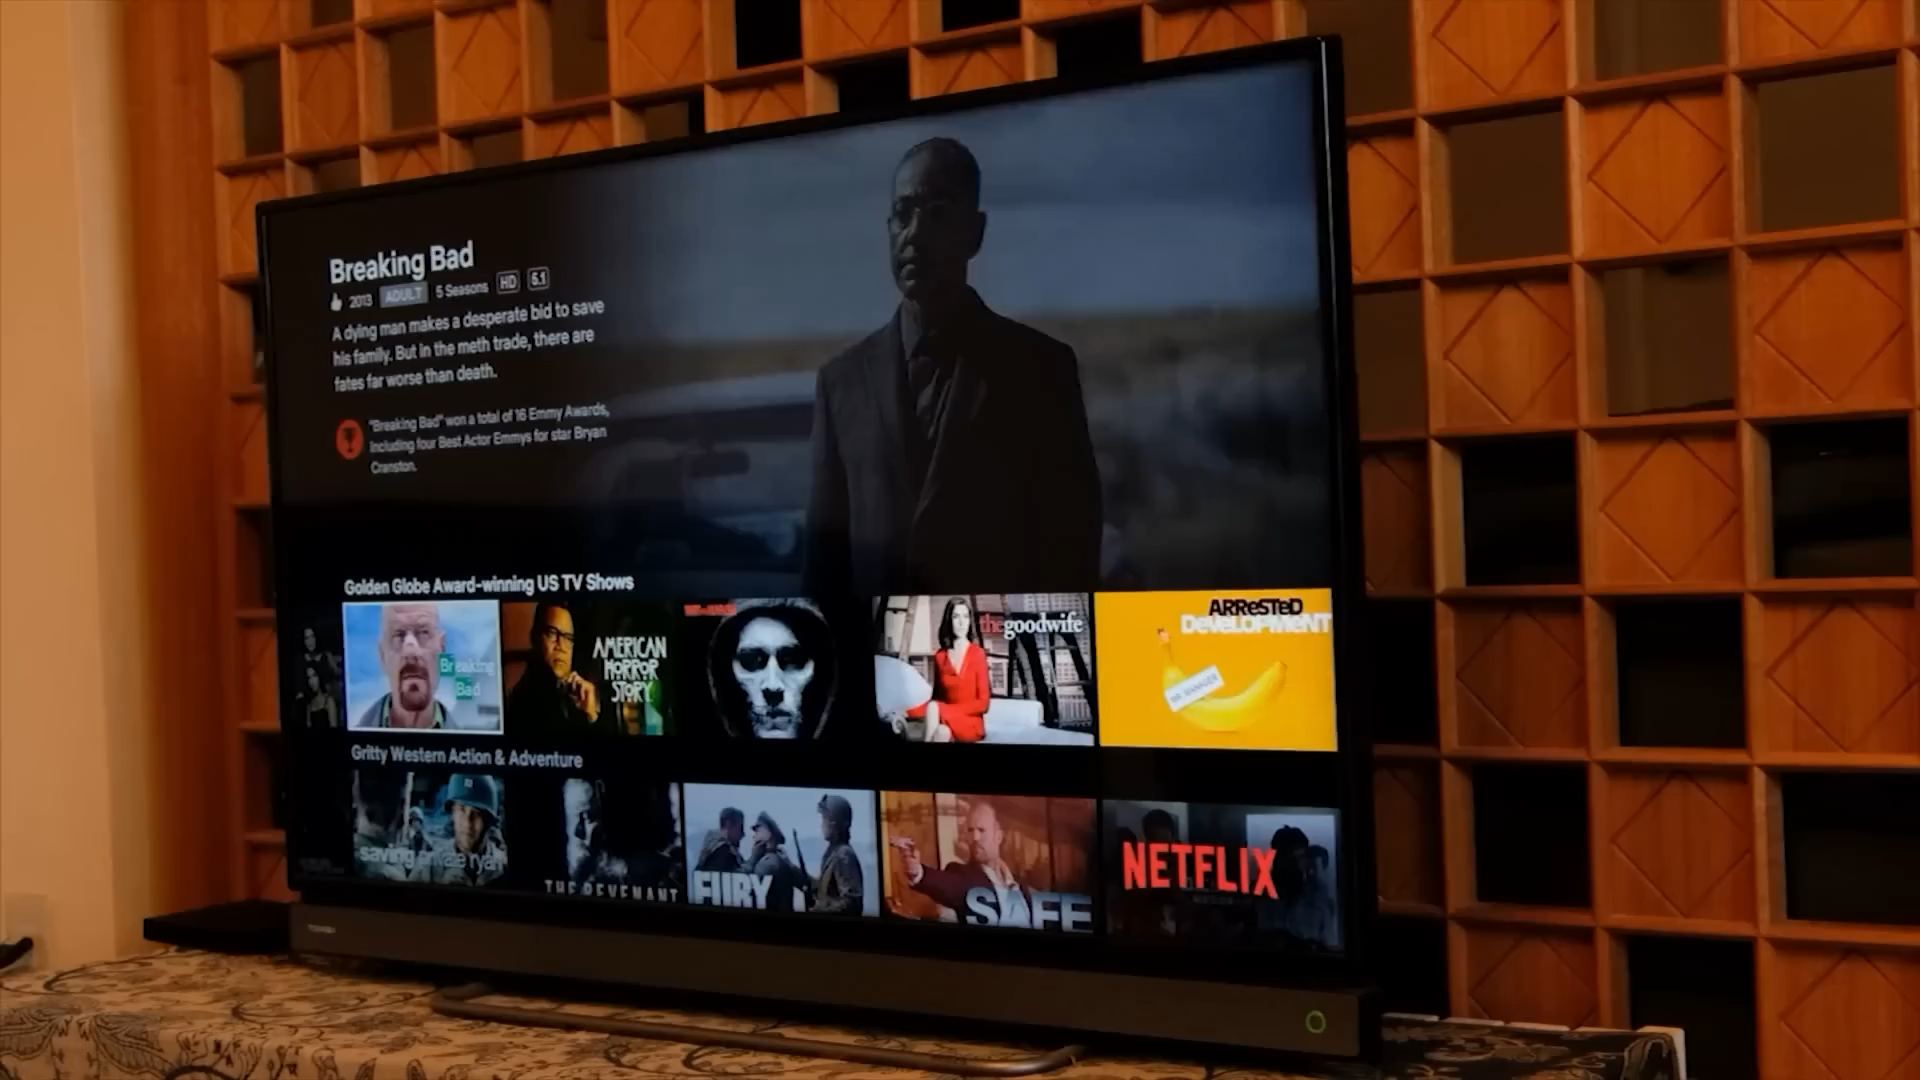 Breaking Bad
2013 ADULT 5 Seasons HD 5.1
A dying man makes a desperate bid to save
his family. But in the meth trade, there are
fates far worse than death.
"Breaking Bad" won a total of 16 Emmy Awards,
including four Best Actor Emmys for star Bryan
Cranston.
Golden Globe Award-winning US TV Shows
Breaking
Bad
AMERICAN
HORROR
STORY
thegoodwife
ARRESTED
DEVELOPMENT
MR. MANAGER
Gritty Western Action & Adventure
saving private ryan
THE REVENANT
FURY
SAFE
NETFLIX
TOSHIBA